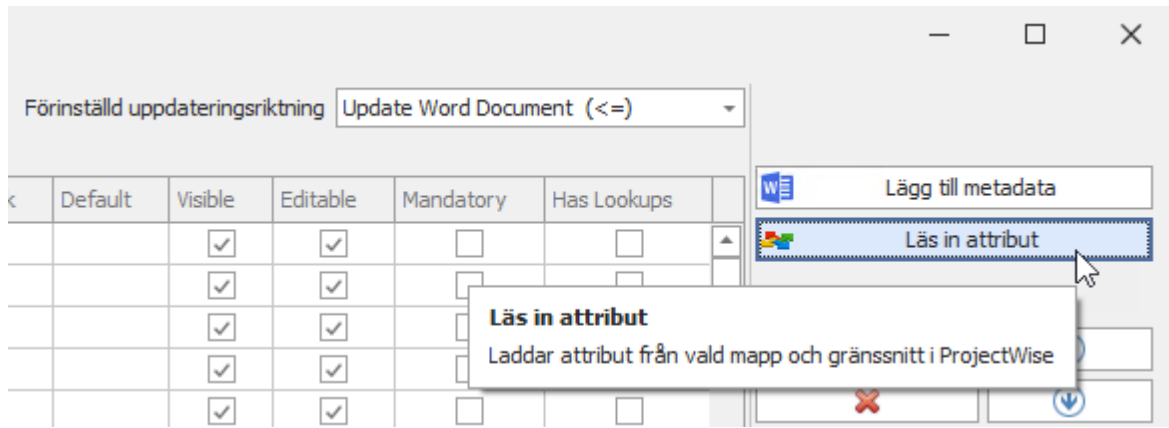 Förinställd uppdateringsriktning Update Word Document (<=)
Default Visible Editable Mandatory Has Lookups
Lägg till metadata
Läs in attribut
Läs in attribut
Laddar attribut från vald mapp och gränssnitt i ProjectWise